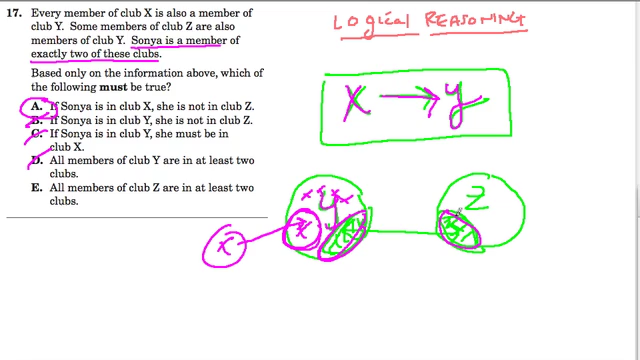 17. Every member of club X is also a member of
club Y. Some members of club Z are also
members of club Y. Sonya is a member of
exactly two of these clubs.
Based only on the information above, which of
the following must be true?
A. If Sonya is in club X, she is not in club Z.
B. If Sonya is in club Y, she is not in club Z.
C. If Sonya is in club Y, she must be in
club X.
D. All members of club Y are in at least two
clubs.
E. All members of club Z are in at least two
clubs.
LOgical REASONING
X → y
x x x
y
Z
x
x